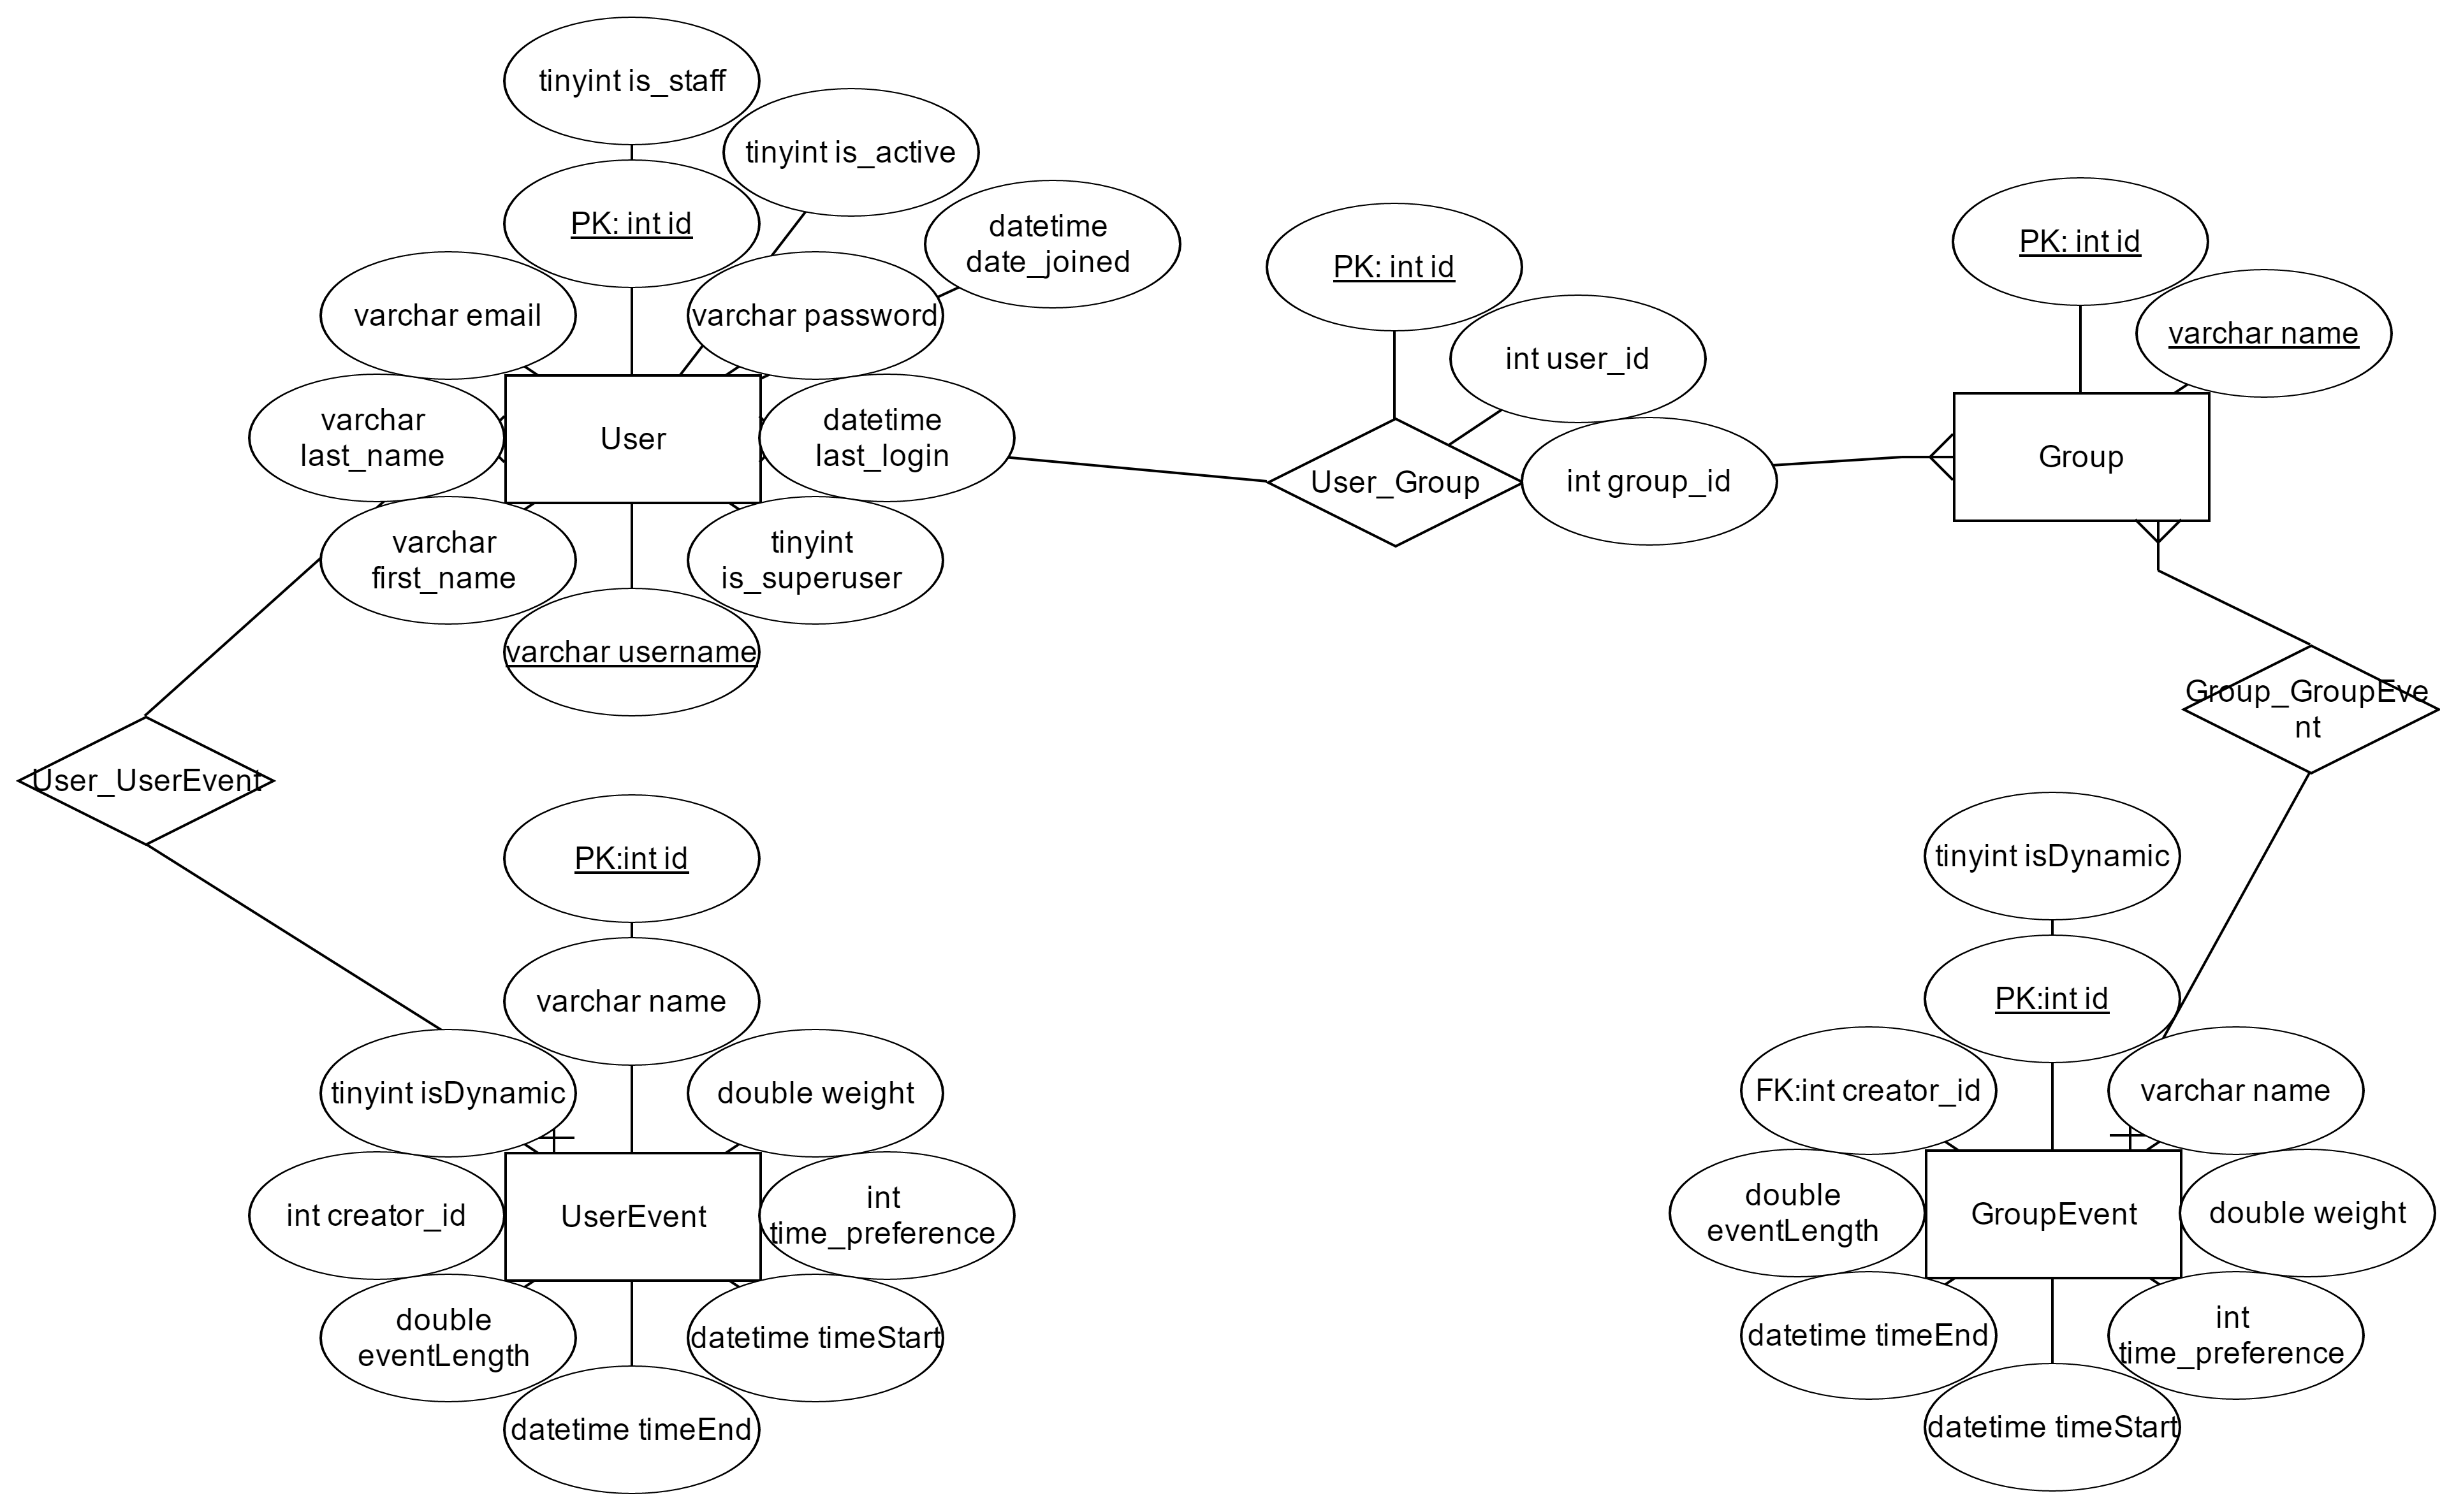 tinyint is_staff
tinyint is_active
PK: int id
datetime
date_joined
varchar email
varchar password
varchar
last_name
User
datetime
last_login
varchar
first_name
tinyint
is_superuser
varchar username
PK: int id
int user_id
User_Group
int group_id
PK: int id
varchar name
Group
Group_GroupEve
nt
User_UserEvent
PK:int id
varchar name
tinyint isDynamic
double weight
int creator_id
UserEvent
int
time_preference
double
eventLength
datetime timeStart
datetime timeEnd
tinyint isDynamic
PK:int id
FK:int creator_id
varchar name
double
eventLength
GroupEvent
double weight
datetime timeEnd
int
time_preference
datetime timeStart